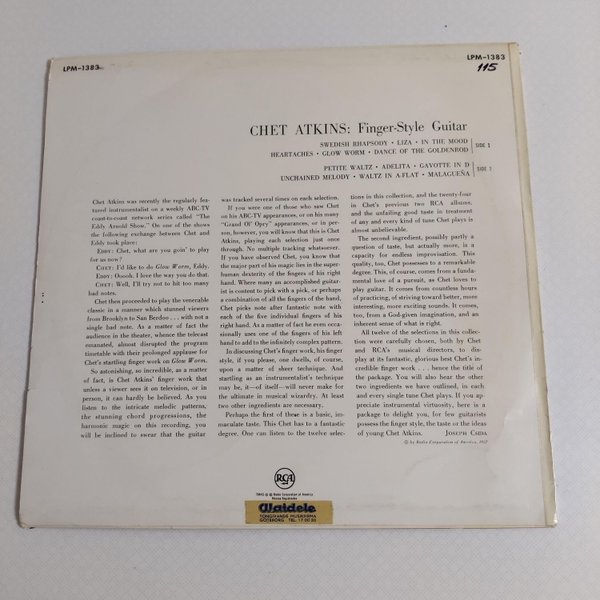 LPM-1383
LPM-1383
115
CHET ATKINS: Finger-Style Guitar
SWEDISH RHAPSODY · LIZA · IN THE MOOD
HEARTACHES · GLOW WORM · DANCE OF THE GOLDENROD
SIDE 1
PETITE WALTZ · ADELITA · GAVOTTE IN D
UNCHAINED MELODY · WALTZ IN A-FLAT · MALAGUEÑA
SIDE 2
Chet Atkins was recently the regularly fea-
tured instrumentalist on a weekly ABC-TV
coast-to-coast network series called "The
Eddy Arnold Show." On one of the shows
the following exchange between Chet and
Eddy took place:
EDDY: Chet, what are you goin' to play
for us now?
CHET: I'd like to do Glow Worm, Eddy.
EDDY: Ooooh. I love the way you do that.
CHET: Well, I'll try not to hit too many
bad notes.
Chet then proceeded to play the venerable
classic in a manner which stunned viewers
from Brooklyn to San Berdoo . . . with not a
single bad note. As a matter of fact the
audience in the theater, whence the telecast
emanated, almost disrupted the program
timetable with their prolonged applause for
Chet's startling finger work on Glow Worm.
So astonishing, so incredible, as a matter
of fact, is Chet Atkins' finger work that
unless a viewer sees it on television, or in
person, it can hardly be believed. As you
listen to the intricate melodic patterns,
the stunning chord progressions, the
harmonic magic on this recording, you
will be inclined to swear that the guitar
was tracked several times on each selection.
If you were one of those who saw Chet
on his ABC-TV appearances, or on his many
"Grand Ol' Opry" appearances, or in per-
son, however, you will know that this is Chet
Atkins, playing each selection just once
through. No multiple tracking whatsoever.
If you have observed Chet, you know that
the major part of his magic lies in the super-
human dexterity of the fingers of his right
hand. Where many an accomplished guitar-
ist is content to pick with a pick, or perhaps
a combination of all the fingers of the hand,
Chet picks note after fantastic note with
each of the five individual fingers of his
right hand. As a matter of fact he even occa-
sionally uses one of the fingers of his left
hand to add to the infinitely complex pattern.
In discussing Chet's finger work, his finger
style, if you please, one dwells, of course,
upon a matter of sheer technique. And
startling as an instrumentalist's technique
may be, it—of itself—will never make for
the ultimate in musical wizardry. At least
two other ingredients are necessary.
Perhaps the first of these is a basic, im-
maculate taste. This Chet has to a fantastic
degree. One can listen to the twelve selec-
tions in this collection, and the twenty-four
in Chet's previous two RCA albums,
and the unfailing good taste in treatment
of any and every kind of tune Chet plays is
almost unbelievable.
The second ingredient, possibly partly a
question of taste, but actually more, is a
capacity for endless improvisation. This
quality, too, Chet possesses to a remarkable
degree. This, of course, comes from a funda-
mental love of a pursuit, as Chet loves to
play guitar. It comes from countless hours
of practicing, of striving toward better, more
interesting, more exciting sounds. It comes,
too, from a God-given imagination, and an
inherent sense of what is right.
All twelve of the selections in this collec-
tion were carefully chosen, both by Chet
and RCA's musical directors, to dis-
play at its fantastic, glorious best Chet's in-
credible finger work . . . hence the title of
the package. You will also hear the other
two ingredients we have outlined, in each
and every single tune Chet plays. If you ap-
preciate instrumental virtuosity, here is a
package to delight you, for few guitarists
possess the finger style, the taste or the ideas
of young Chet Atkins. JOSEPH CSIDA
© by Radio Corporation of America, 1957
RCA
Waidele
TONGIVANDE MUSIKFIRMA
GÖTEBORG TEL. 17 00 30